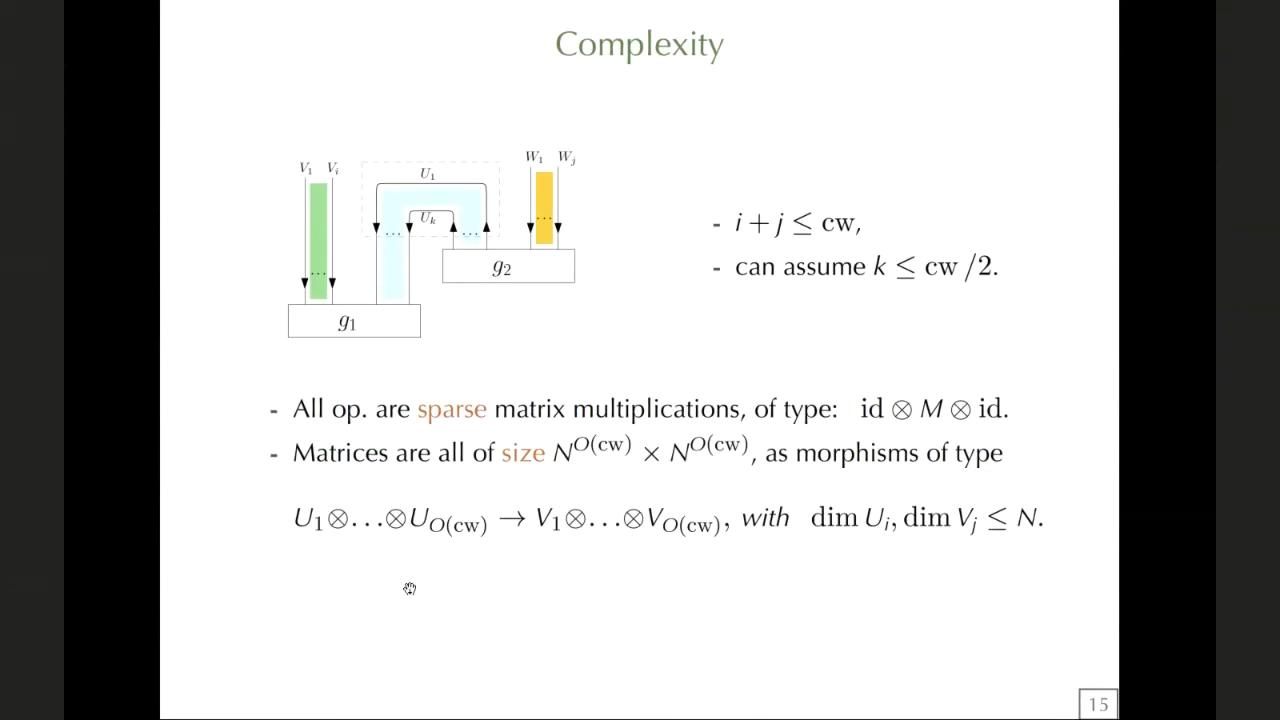 Complexity
V₁ Vᵢ
U₁
Uₖ
W₁ Wⱼ
... ... ... ...
g₁
g₂
- i + j ≤ cw,
- can assume k ≤ cw /2.
- All op. are sparse matrix multiplications, of type: id ⊗ M ⊗ id.
- Matrices are all of size N^{O(cw)} × N^{O(cw)}, as morphisms of type
U₁⊗...⊗U_{O(cw)} → V₁⊗...⊗V_{O(cw)}, with dim Uᵢ, dim Vⱼ ≤ N.
15